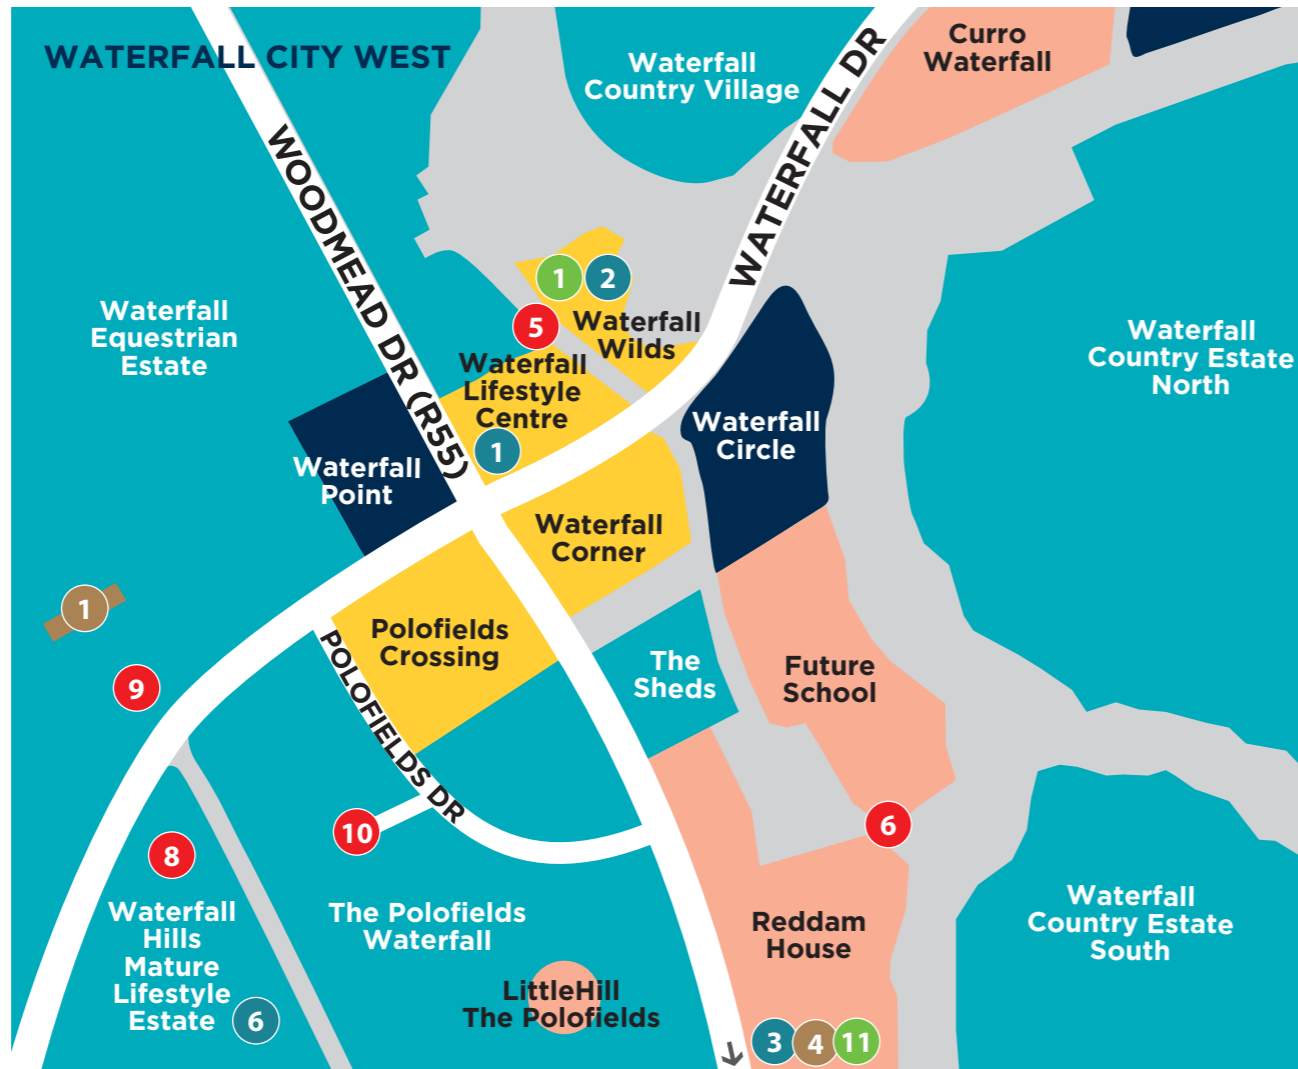 WATERFALL CITY WEST
Waterfall
Country Village
Curro
Waterfall
WATERFALL DR
WOODMEAD DR (R55)
1
2
5
Waterfall
Wilds
Waterfall
Equestrian
Estate
Waterfall
Lifestyle
Centre
1
Waterfall
Country Estate
North
Waterfall
Circle
Waterfall
Point
Waterfall
Corner
1
Polofields
Crossing
POLOFIELDS DR
The
Sheds
Future
School
9
10
6
8
Waterfall
Hills
Mature
Lifestyle
Estate
6
The Polofields
Waterfall
LittleHill
The Polofields
Reddam
House
Waterfall
Country Estate
South
3
4
11